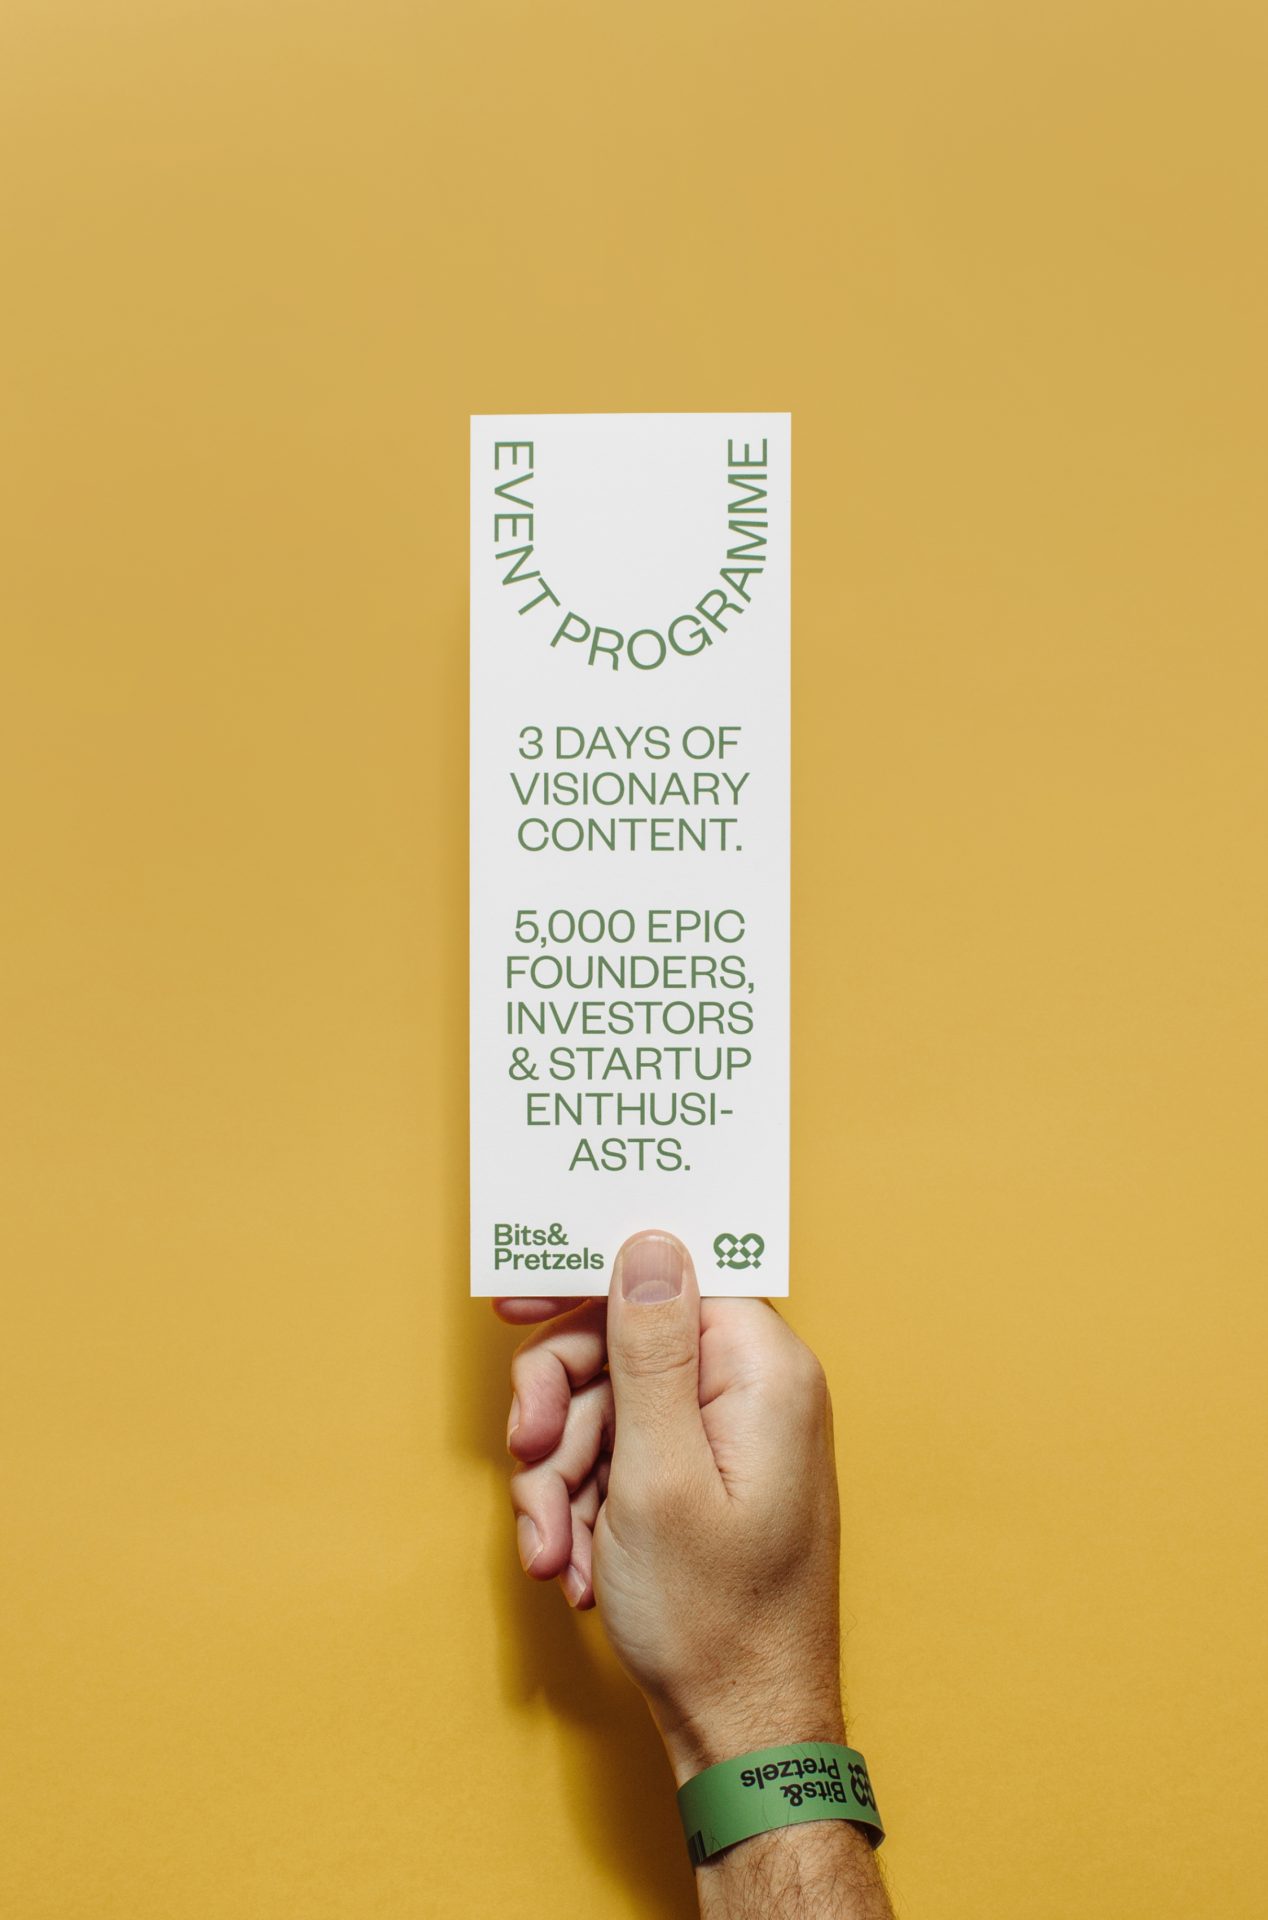 EVENT PROGRAMME
3 DAYS OF
VISIONARY
CONTENT.
5,000 EPIC
FOUNDERS,
INVESTORS
& STARTUP
ENTHUSI-
ASTS.
Bits&
Pretzels
Bits&
Pretzels